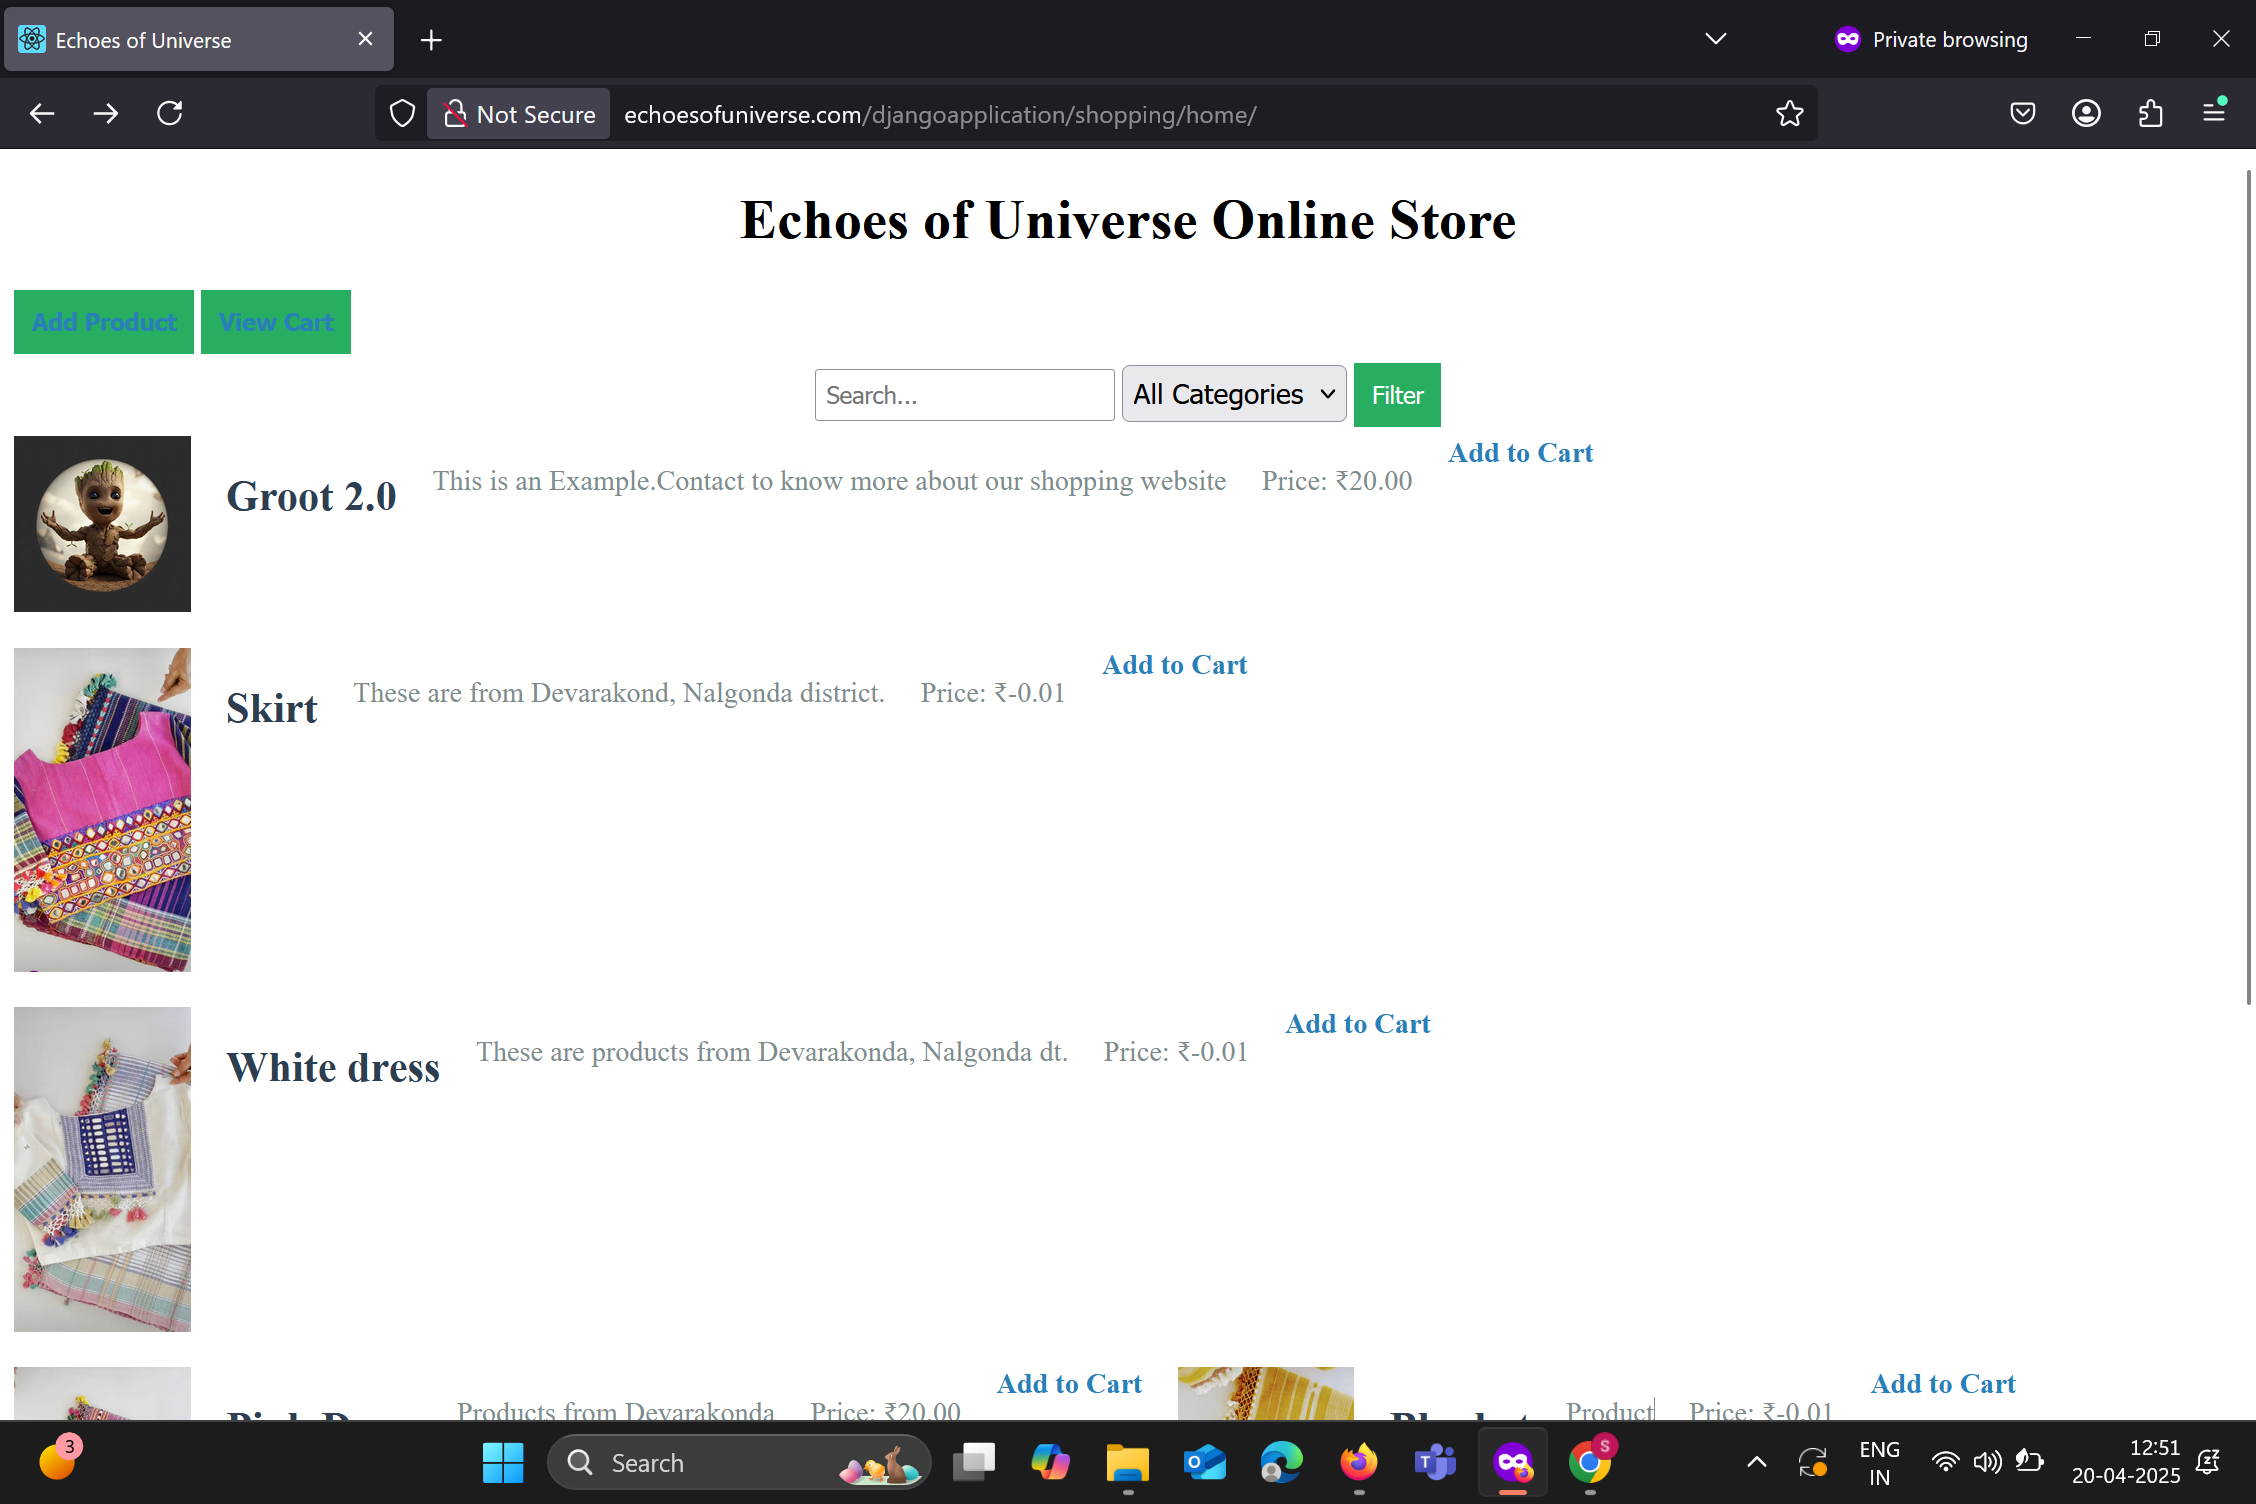 Echoes of Universe
Private browsing
Not Secure echoesofuniverse.com/djangoapplication/shopping/home/
Echoes of Universe Online Store
Add Product View Cart
Search... All Categories Filter
Groot 2.0 This is an Example.Contact to know more about our shopping website Price: ₹20.00 Add to Cart
Skirt These are from Devarakond, Nalgonda district. Price: ₹-0.01 Add to Cart
White dress These are products from Devarakonda, Nalgonda dt. Price: ₹-0.01 Add to Cart
Products from Devarakonda Price: ₹20.00 Add to Cart
Product Price: ₹-0.01 Add to Cart
3
Search
S
ENG
IN
12:51
20-04-2025